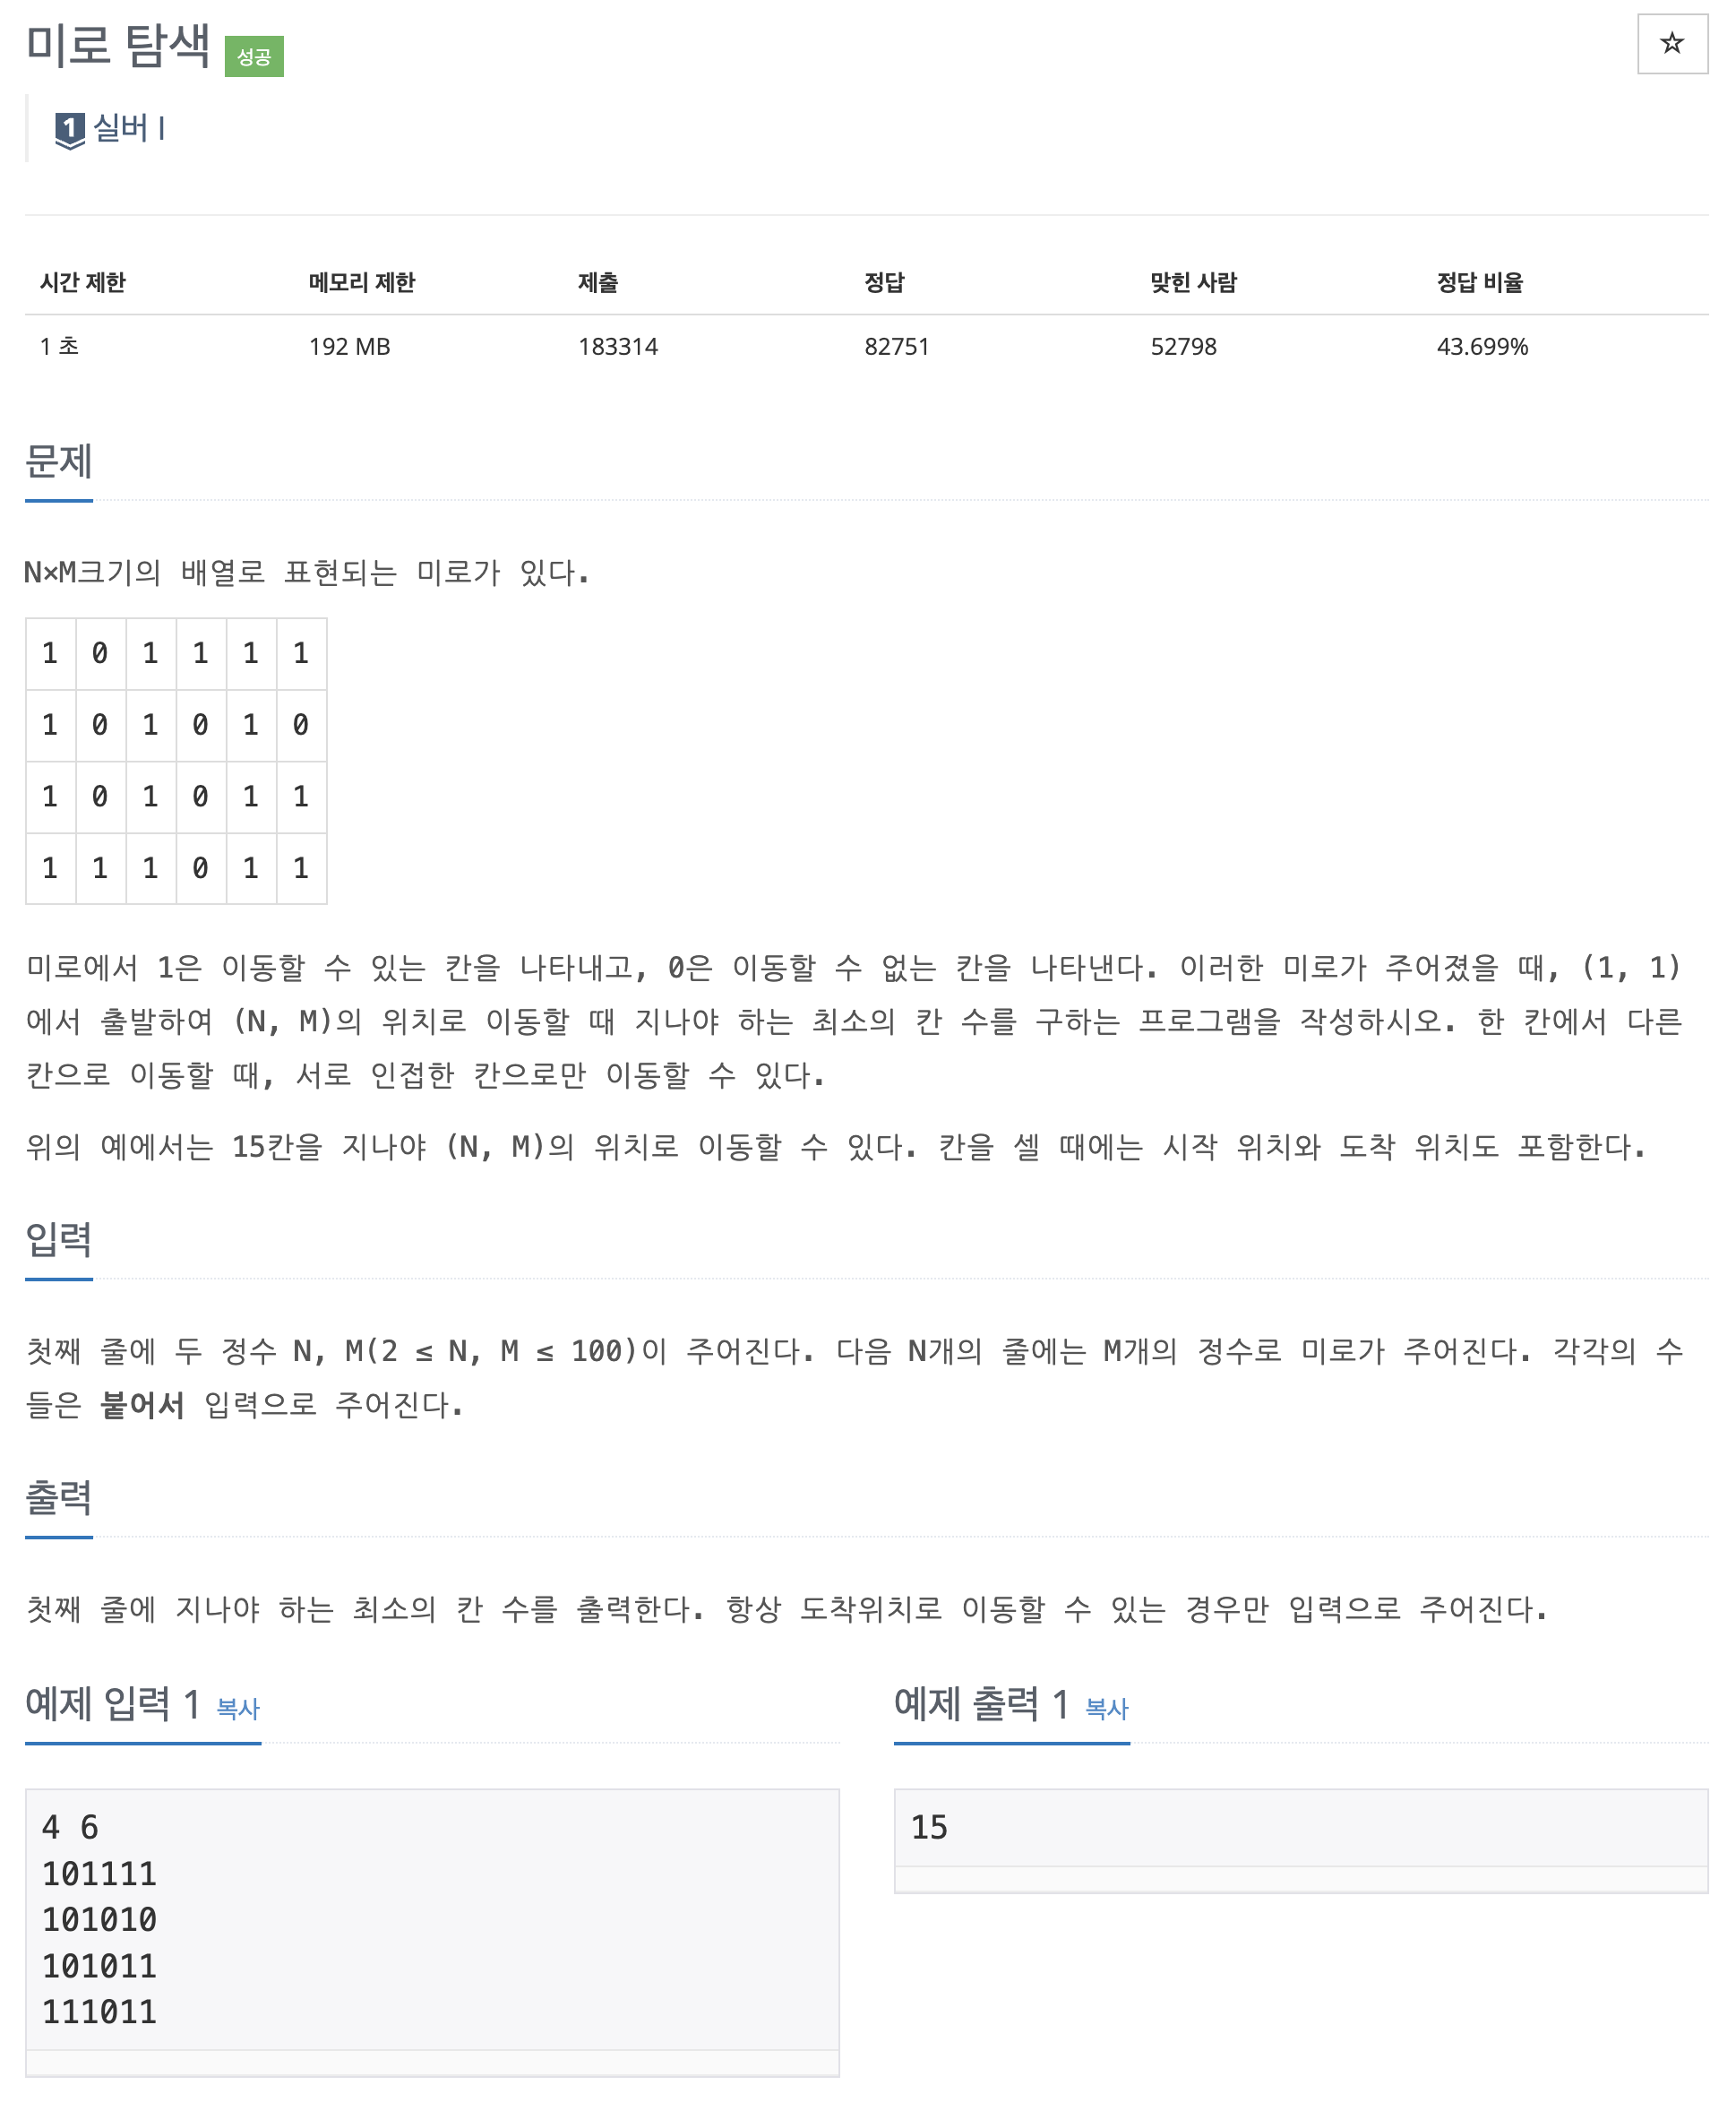 미로 탐색 성공
☆
1 실버 I
시간 제한 메모리 제한 제출 정답 맞힌 사람 정답 비율
1 초 192 MB 183314 82751 52798 43.699%
문제
N×M크기의 배열로 표현되는 미로가 있다.
1 0 1 1 1 1
1 0 1 0 1 0
1 0 1 0 1 1
1 1 1 0 1 1
미로에서 1은 이동할 수 있는 칸을 나타내고, 0은 이동할 수 없는 칸을 나타낸다. 이러한 미로가 주어졌을 때, (1, 1)
에서 출발하여 (N, M)의 위치로 이동할 때 지나야 하는 최소의 칸 수를 구하는 프로그램을 작성하시오. 한 칸에서 다른
칸으로 이동할 때, 서로 인접한 칸으로만 이동할 수 있다.
위의 예에서는 15칸을 지나야 (N, M)의 위치로 이동할 수 있다. 칸을 셀 때에는 시작 위치와 도착 위치도 포함한다.
입력
첫째 줄에 두 정수 N, M(2 ≤ N, M ≤ 100)이 주어진다. 다음 N개의 줄에는 M개의 정수로 미로가 주어진다. 각각의 수
들은 붙어서 입력으로 주어진다.
출력
첫째 줄에 지나야 하는 최소의 칸 수를 출력한다. 항상 도착위치로 이동할 수 있는 경우만 입력으로 주어진다.
예제 입력 1 복사
4 6
101111
101010
101011
111011
예제 출력 1 복사
15